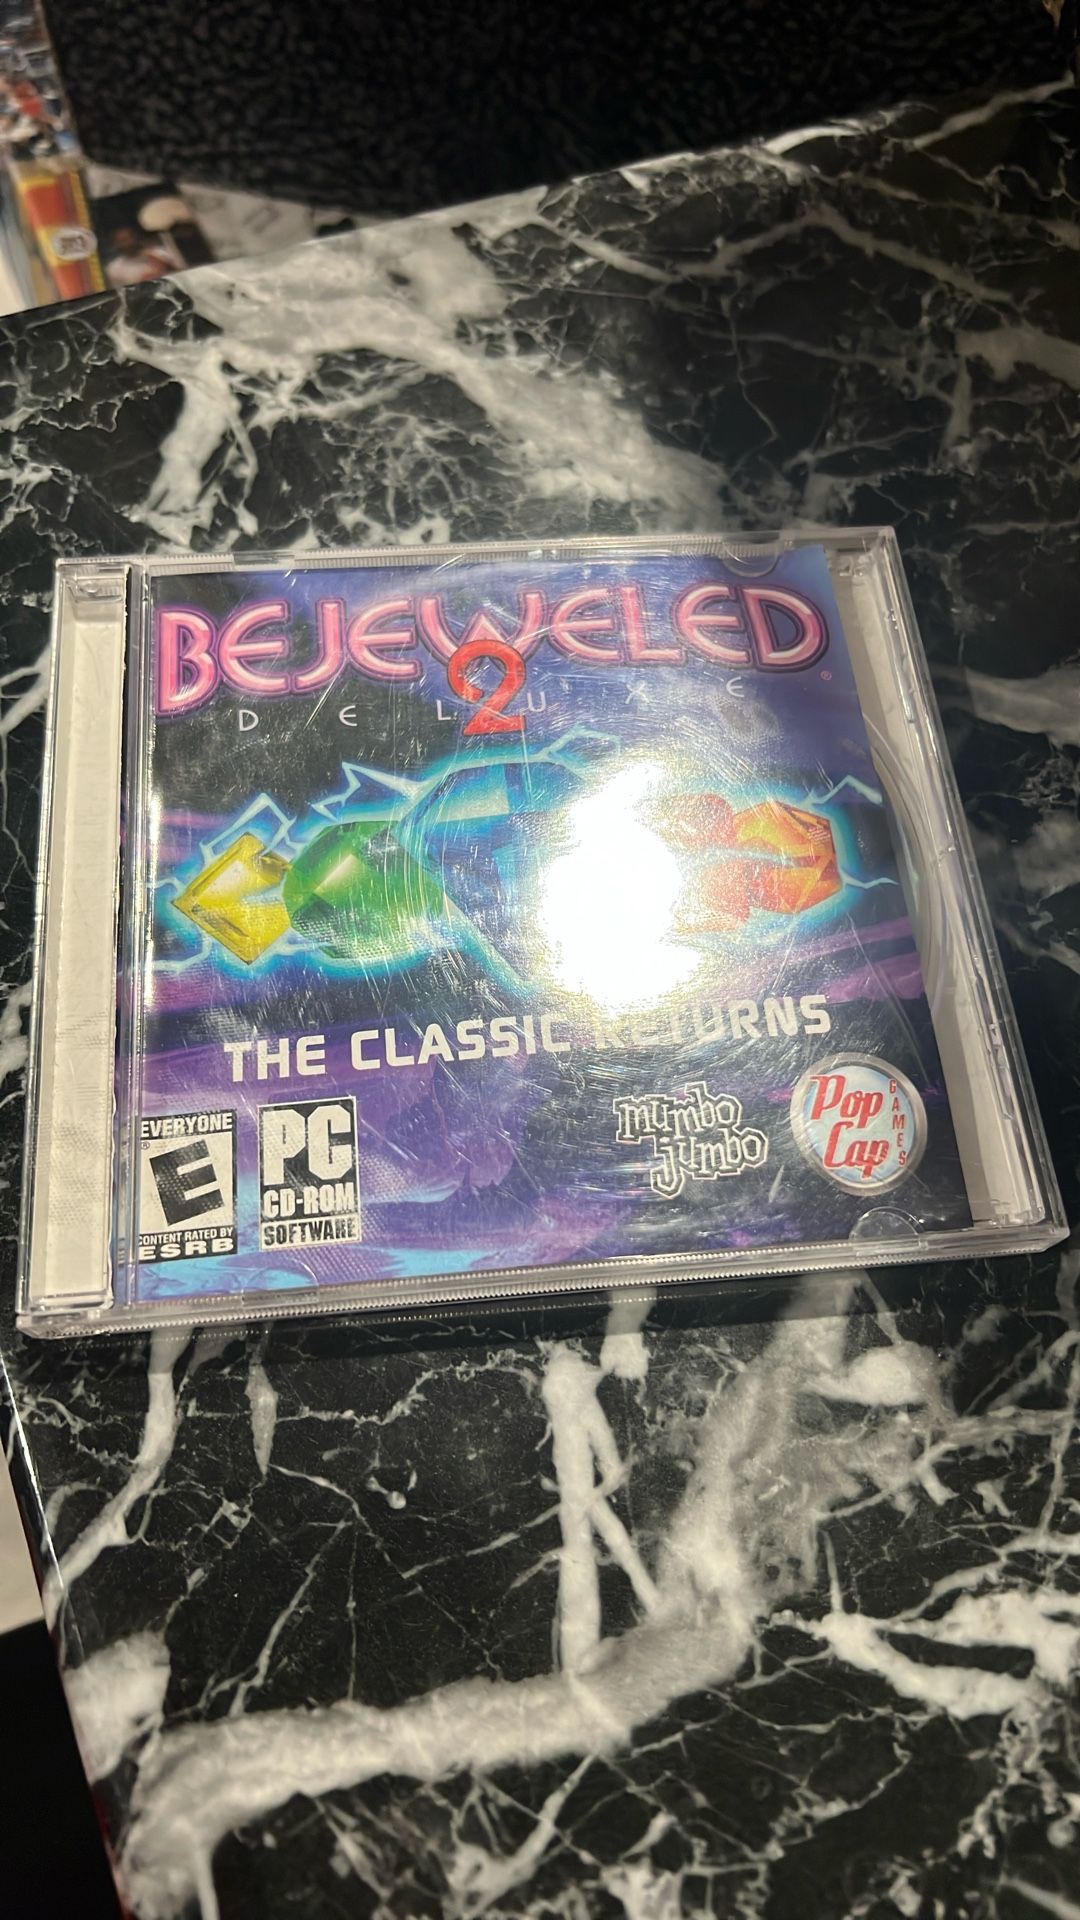 BEJEWELED®
2
DELUXE
THE CLASSIC RETURNS
EVERYONE
E
®
CONTENT RATED BY
ESRB
PC
CD-ROM
SOFTWARE
mumbo
jumbo
Pop
Cap
GAMES